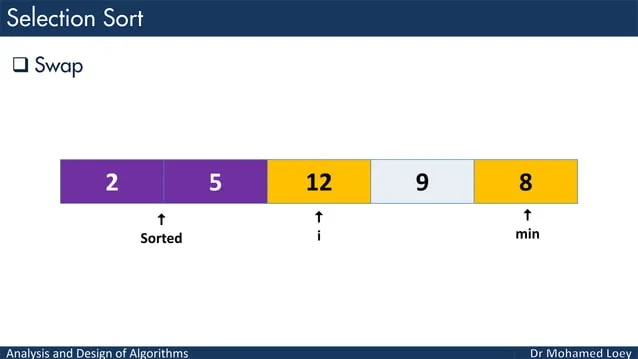 Selection Sort
❑ Swap
2 5 12 9 8
↑ ↑ ↑
Sorted i min
Analysis and Design of Algorithms Dr Mohamed Loey